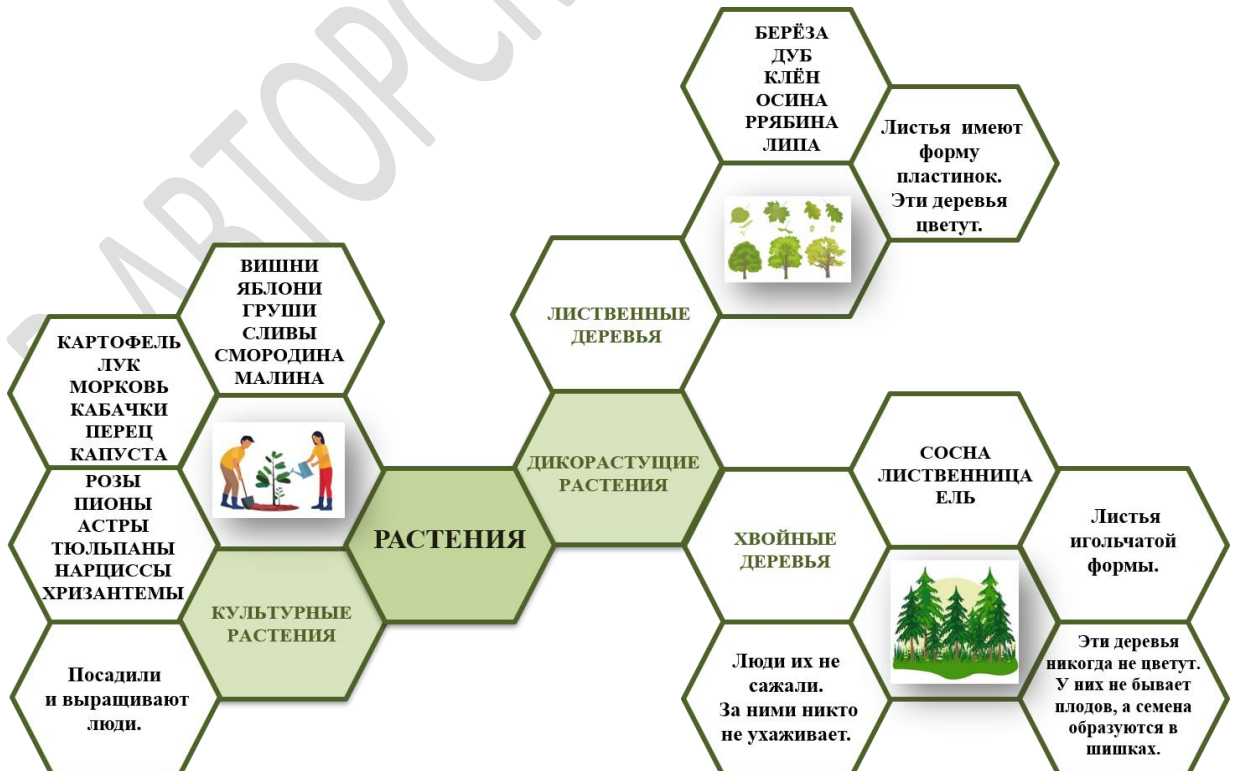 БЕРЁЗА
ДУБ
КЛЁН
ОСИНА
РРЯБИНА
ЛИПА
Листья имеют
форму
пластинок.
Эти деревья
цветут.
ВИШНИ
ЯБЛОНИ
ГРУШИ
СЛИВЫ
СМОРОДИНА
МАЛИНА
ЛИСТВЕННЫЕ
ДЕРЕВЬЯ
КАРТОФЕЛЬ
ЛУК
МОРКОВЬ
КАБАЧКИ
ПЕРЕЦ
КАПУСТА
ДИКОРАСТУЩИЕ
РАСТЕНИЯ
СОСНА
ЛИСТВЕННИЦА
ЕЛЬ
РОЗЫ
ПИОНЫ
АСТРЫ
ТЮЛЬПАНЫ
НАРЦИССЫ
ХРИЗАНТЕМЫ
РАСТЕНИЯ
ХВОЙНЫЕ
ДЕРЕВЬЯ
Листья
игольчатой
формы.
КУЛЬТУРНЫЕ
РАСТЕНИЯ
Посадили
и выращивают
люди.
Люди их не
сажали.
За ними никто
не ухаживает.
Эти деревья
никогда не цветут.
У них не бывает
плодов, а семена
образуются в
шишках.